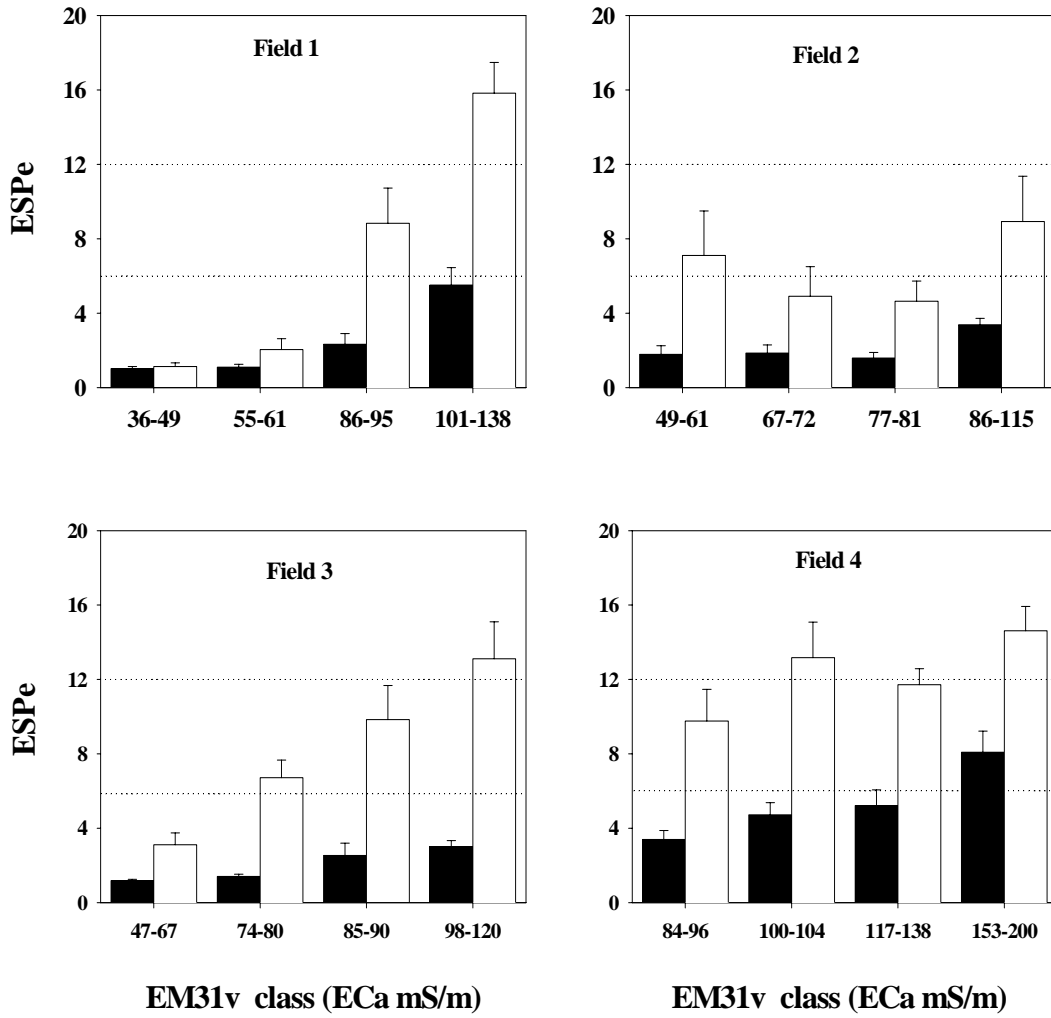 Field 1
ESPe
20
16
12
8
4
0
36-49 55-61 86-95 101-138
Field 2
20
16
12
8
4
0
49-61 67-72 77-81 86-115
Field 3
ESPe
20
16
12
8
4
0
47-67 74-80 85-90 98-120
EM31v class (ECa mS/m)
Field 4
20
16
12
8
4
0
84-96 100-104 117-138 153-200
EM31v class (ECa mS/m)